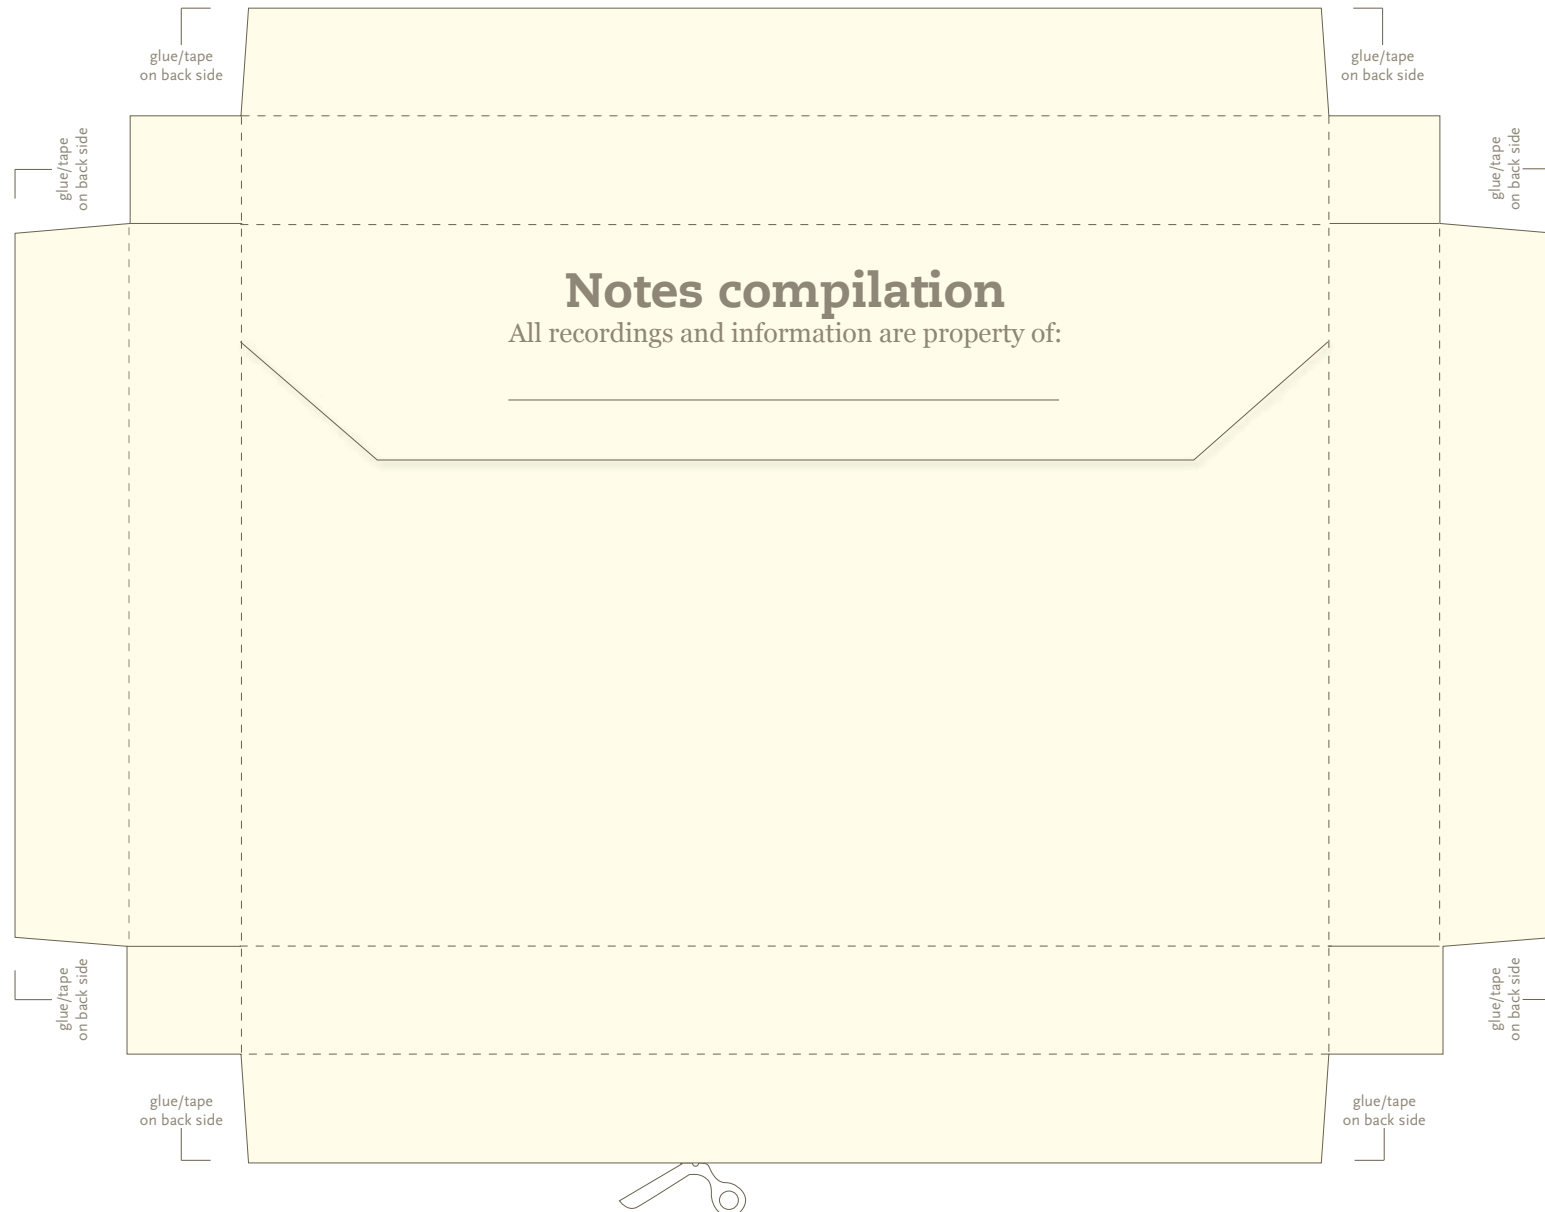 glue/tape
on back side
glue/tape
on back side
glue/tape
on back side
glue/tape
on back side
Notes compilation
All recordings and information are property of:
glue/tape
on back side
glue/tape
on back side
glue/tape
on back side
glue/tape
on back side